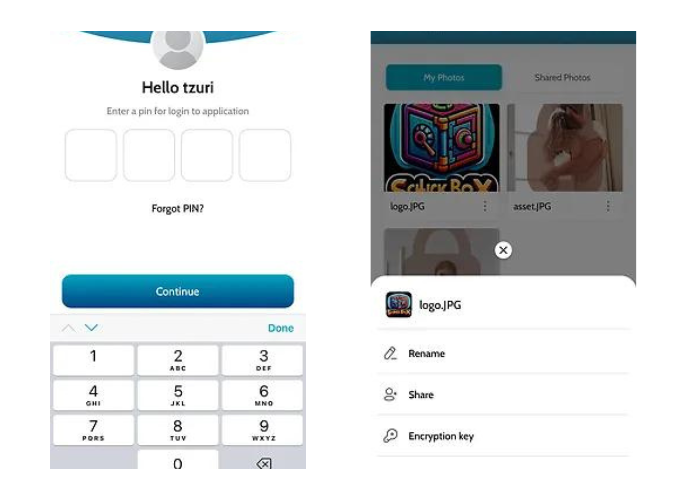 Hello tzuri
Enter a pin for login to application
Forgot PIN?
Continue
Done
1
2
ABC
3
DEF
4
GHI
5
JKL
6
MNO
7
PQRS
8
TUV
9
WXYZ
0
My Photos
Shared Photos
SchickBox
logo.JPG
asset.JPG
logo.JPG
Rename
Share
Encryption key